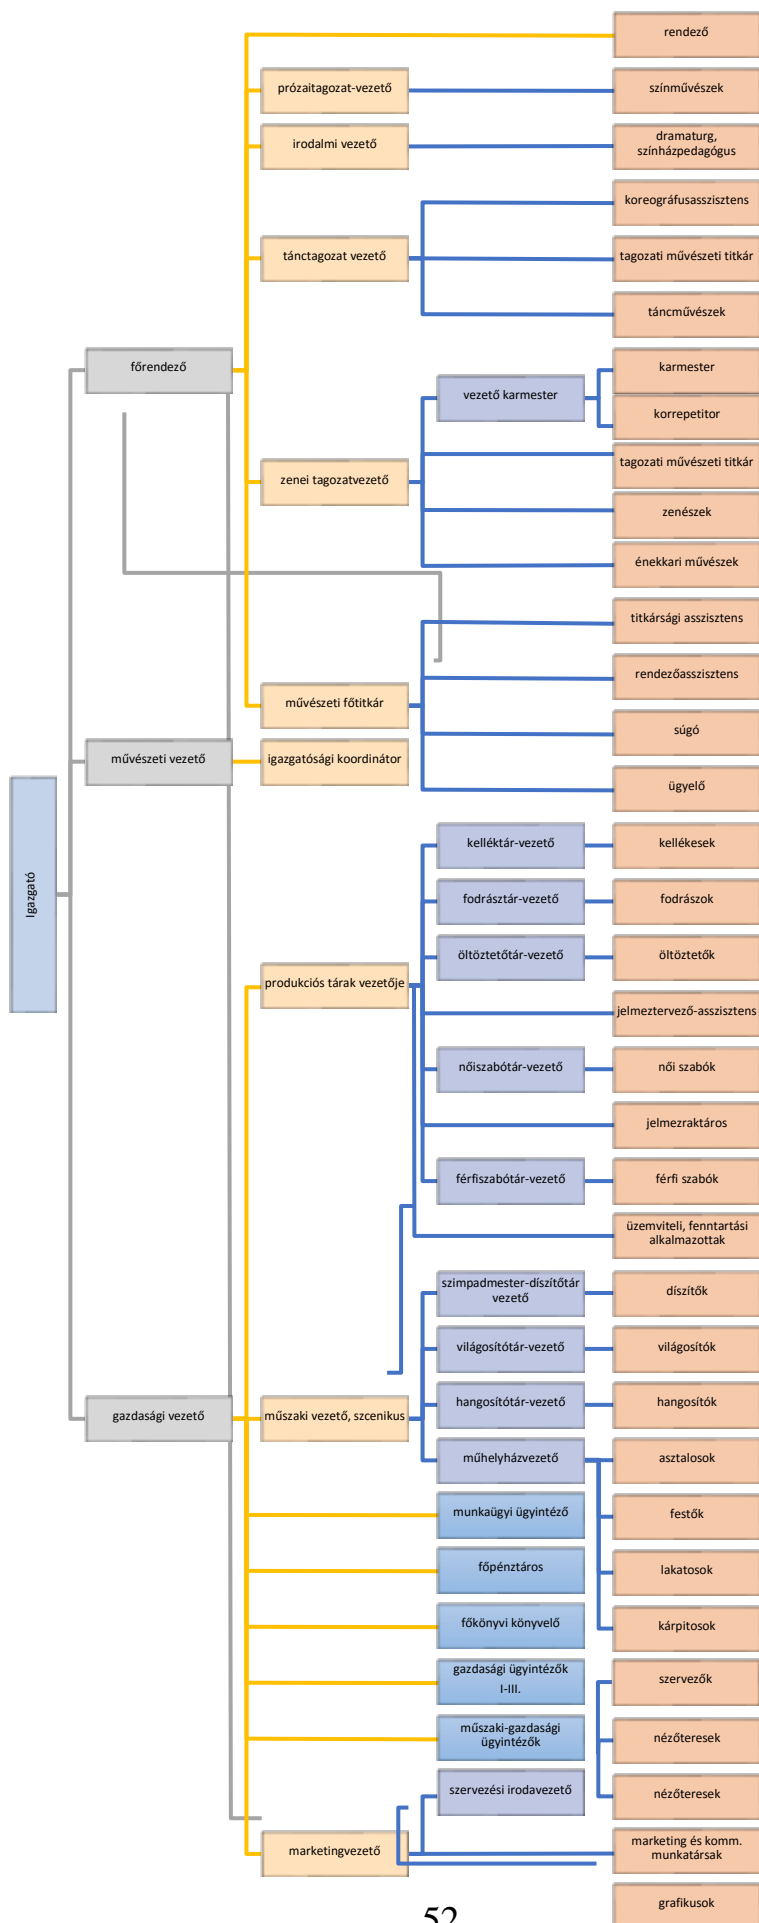 rendező
prózaitagozat-vezető
színművészek
irodalmi vezető
dramaturg,
színházpedagógus
koreográfusasszisztens
tánctagozat vezető
tagozati művészeti titkár
táncművészek
főrendező
karmester
vezető karmester
korrepetitor
tagozati művészeti titkár
zenei tagozatvezető
zenészek
énekkari művészek
titkársági asszisztens
rendezőasszisztens
művészeti főtitkár
súgó
művészeti vezető
igazgatósági koordinátor
ügyelő
Igazgató
kelléktár-vezető
kellékesek
fodrásztár-vezető
fodrászok
öltöztetőtár-vezető
öltöztetők
produkciós tárak vezetője
jelmeztervező-asszisztens
nőiszabótár-vezető
női szabók
jelmezraktáros
férfiszabótár-vezető
férfi szabók
üzemviteli, fenntartási
alkalmazottak
szimpadmester-díszítőtár
vezető
díszítők
világosítótár-vezető
világosítók
hangosítótár-vezető
hangosítók
gazdasági vezető
műszaki vezető, szcenikus
műhelyházvezető
asztalosok
munkaügyi ügyintéző
festők
főpénztáros
lakatosok
főkönyvi könyvelő
kárpitosok
gazdasági ügyintézők
I-III.
szervezők
műszaki-gazdasági
ügyintézők
nézőteresek
szervezési irodavezető
nézőteresek
marketingvezető
marketing és komm.
munkatársak
grafikusok
52